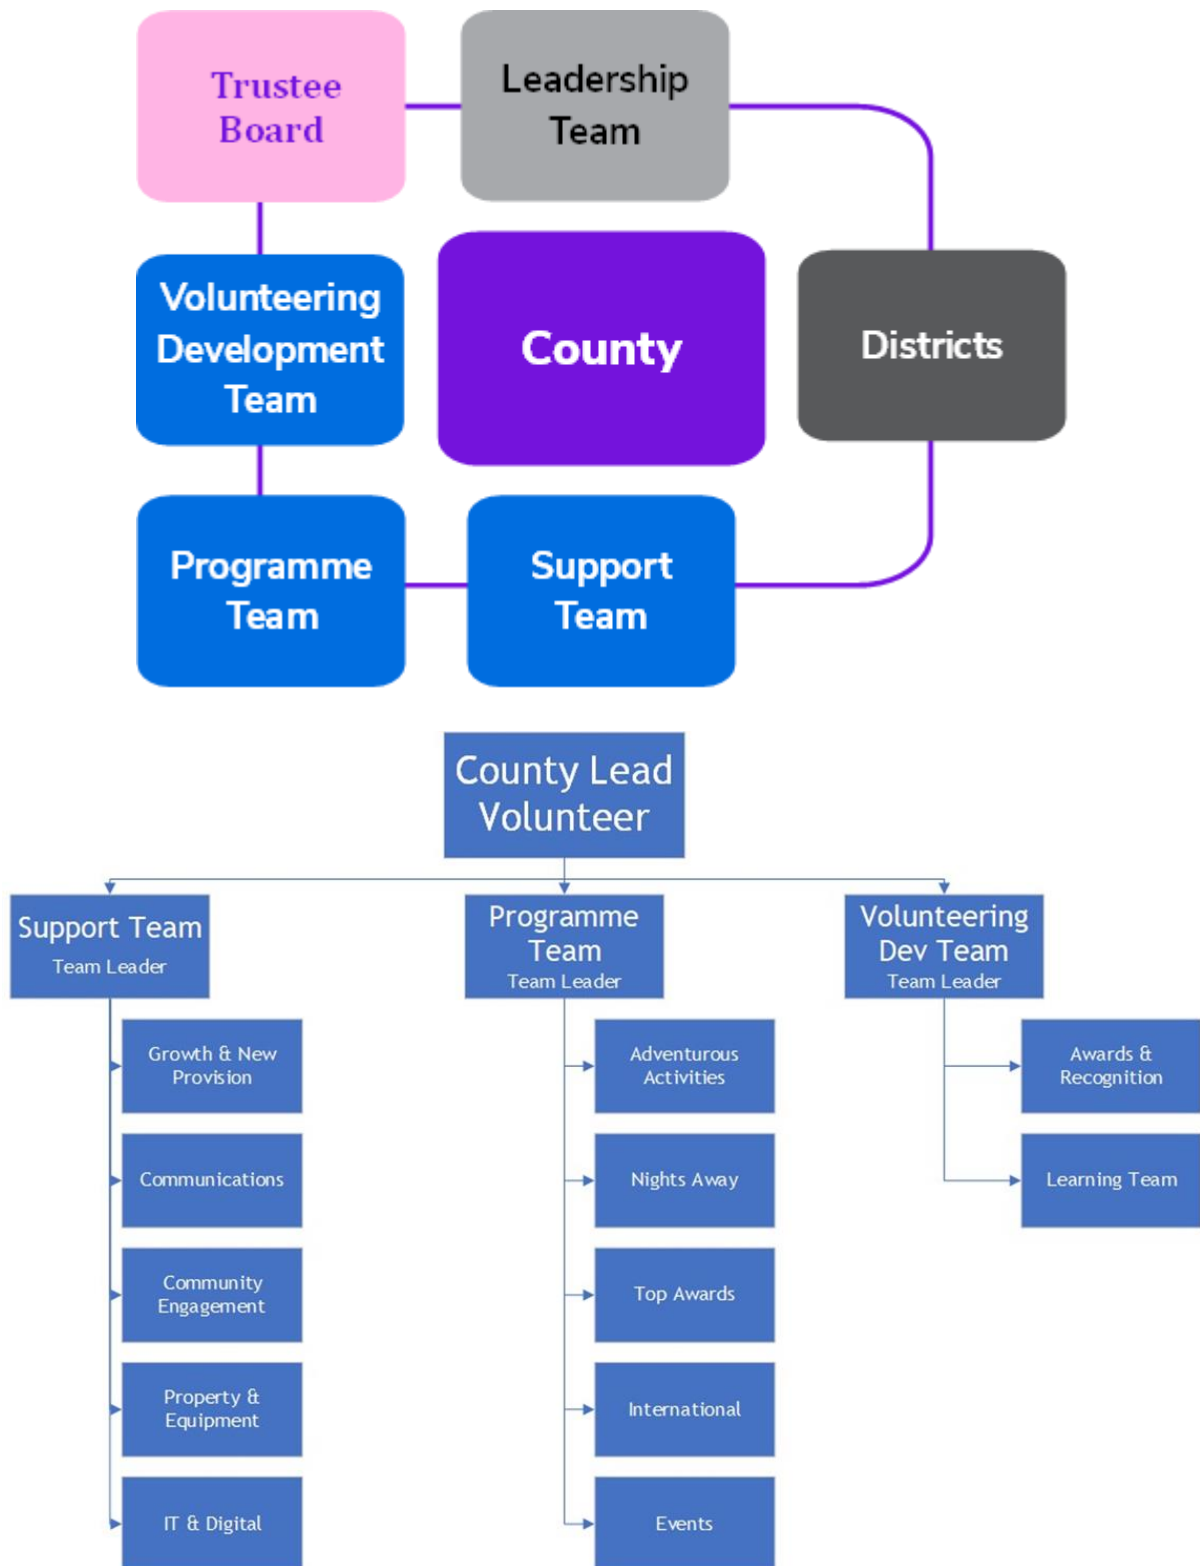 Trustee
Board
Leadership
Team
Volunteering
Development
Team
County
Districts
Programme
Team
Support
Team
County Lead
Volunteer
Support Team
Team Leader
Programme
Team
Team Leader
Volunteering
Dev Team
Team Leader
Growth & New
Provision
Communications
Community
Engagement
Property &
Equipment
IT & Digital
Adventurous
Activities
Nights Away
Top Awards
International
Events
Awards &
Recognition
Learning Team